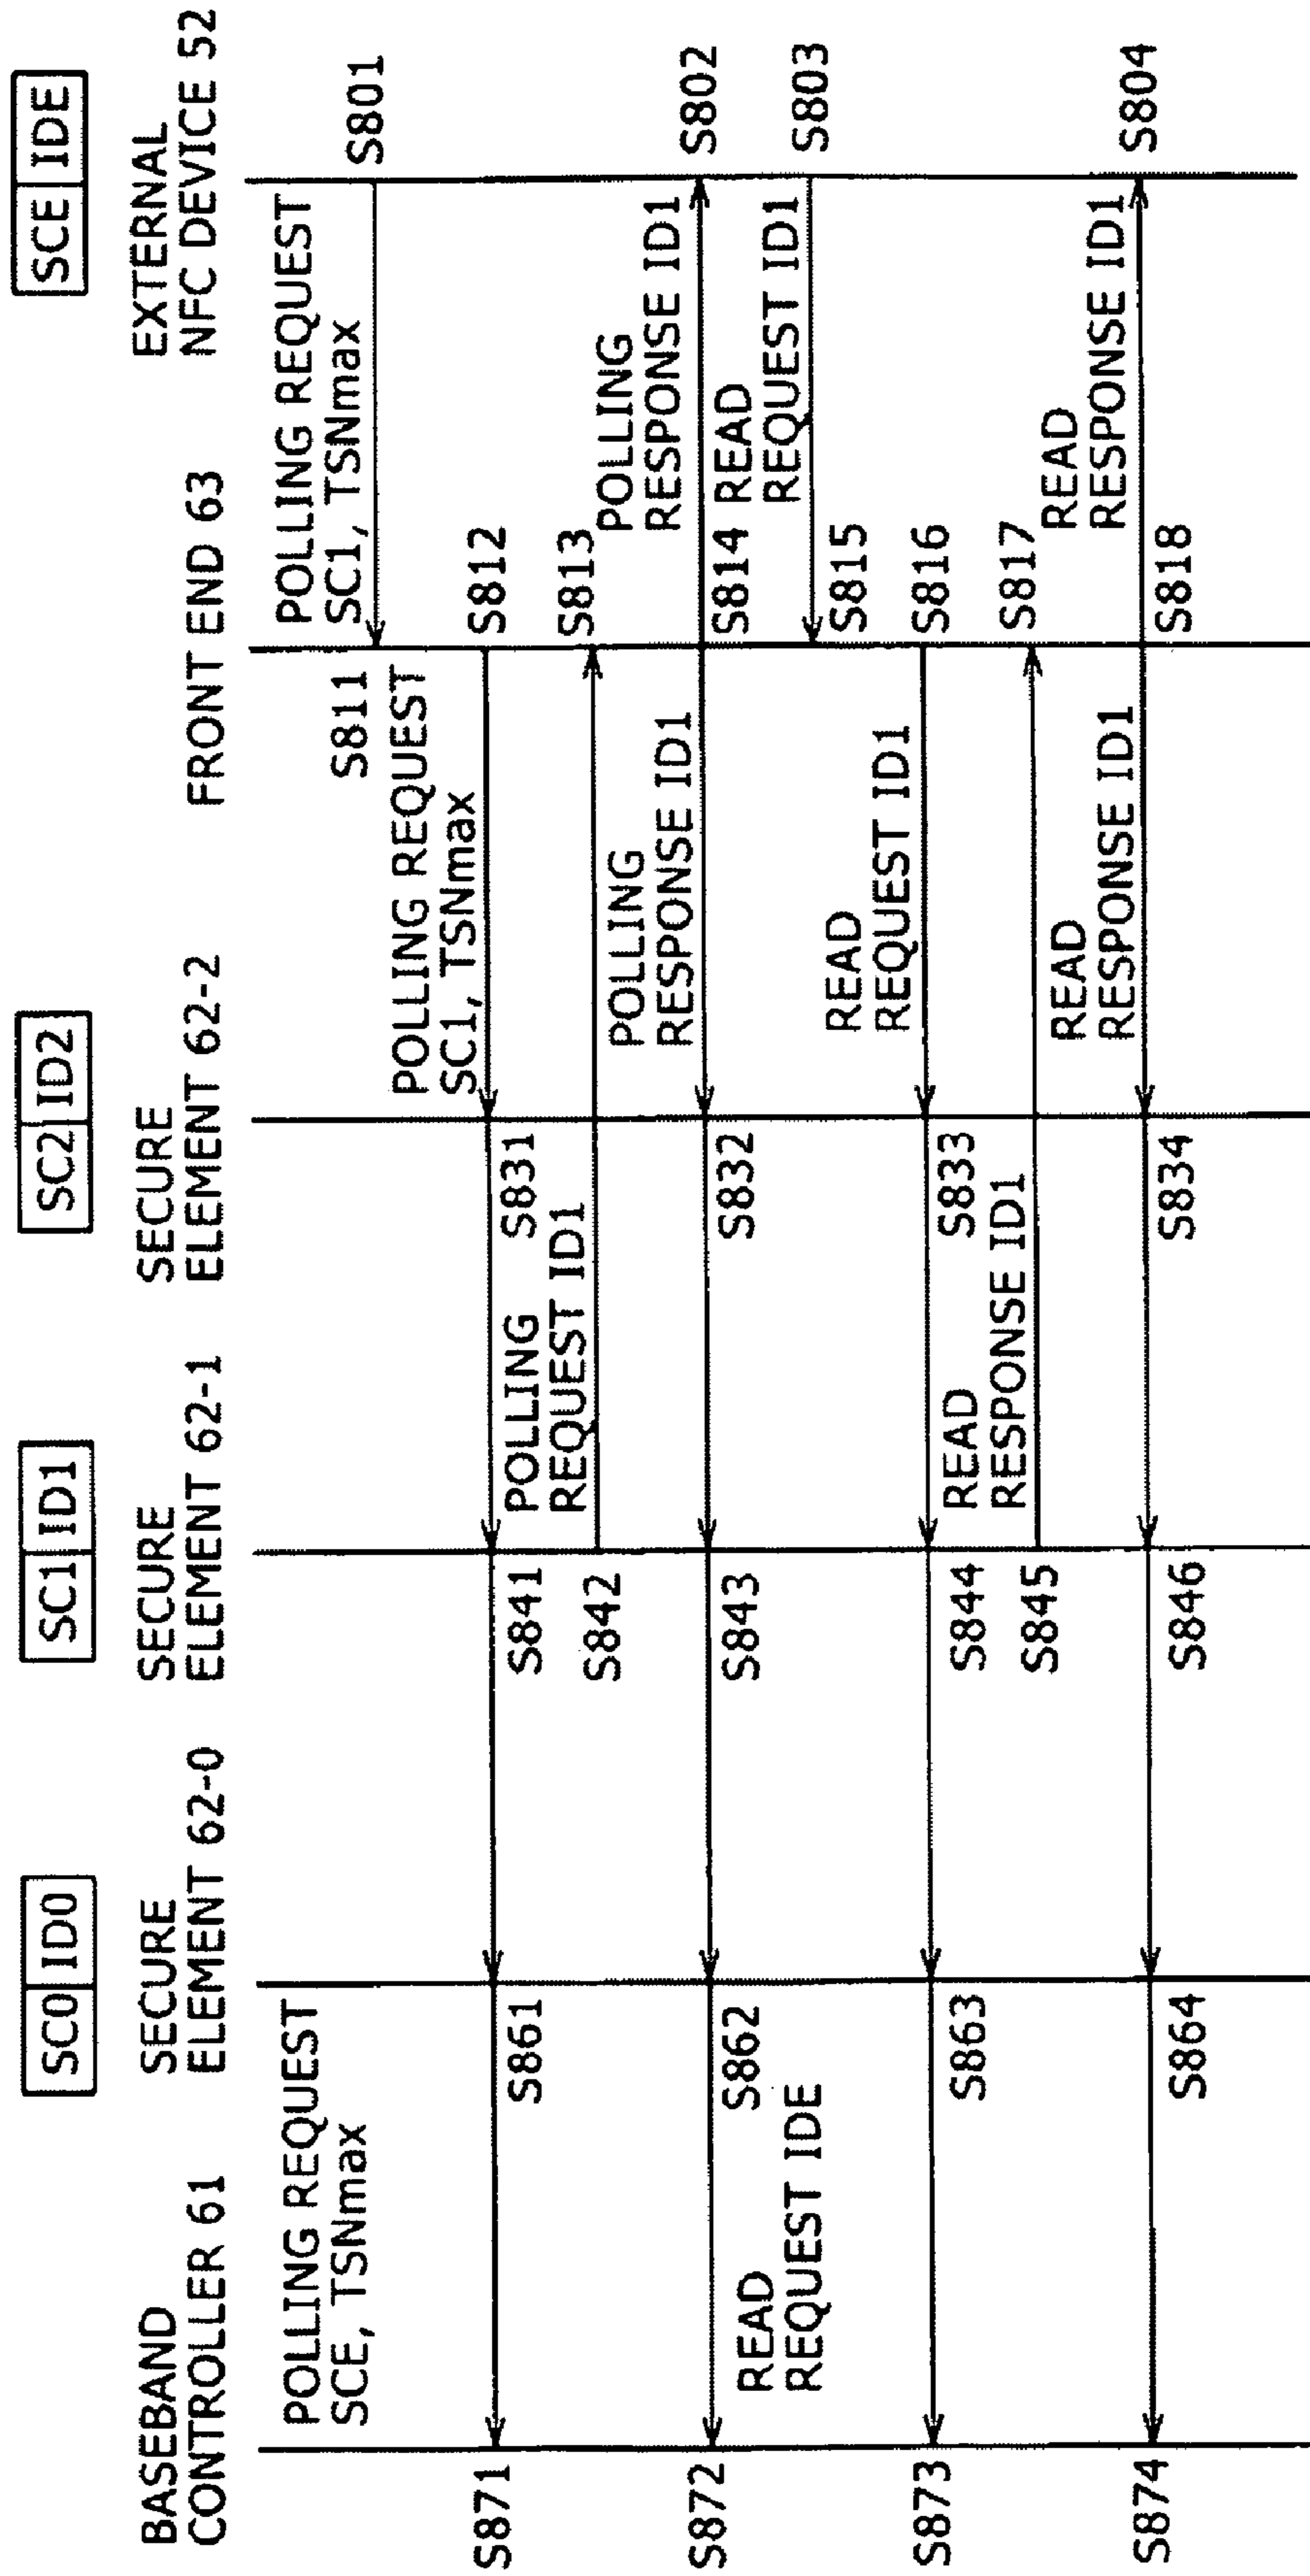 SC0 ID0
SC1 ID1
SC2 ID2
SCE IDE
BASEBAND
CONTROLLER 61
SECURE
ELEMENT 62-0
SECURE
ELEMENT 62-1
SECURE
ELEMENT 62-2
FRONT END 63
EXTERNAL
NFC DEVICE 52
POLLING REQUEST
SCE, TSNmax
POLLING REQUEST
SC1, TSNmax
S801
S811
POLLING REQUEST
SC1, TSNmax
S812
S871
S861
S841
S831
POLLING
REQUEST ID1
S842
S813
POLLING
RESPONSE ID1
POLLING
RESPONSE ID1
S802
S872
S862
S843
S832
S814
READ
REQUEST IDE
READ
REQUEST ID1
S803
S815
READ
REQUEST ID1
S816
S873
S863
S844
S833
READ
RESPONSE ID1
S845
S817
READ
RESPONSE ID1
READ
RESPONSE ID1
S804
S874
S864
S846
S834
S818